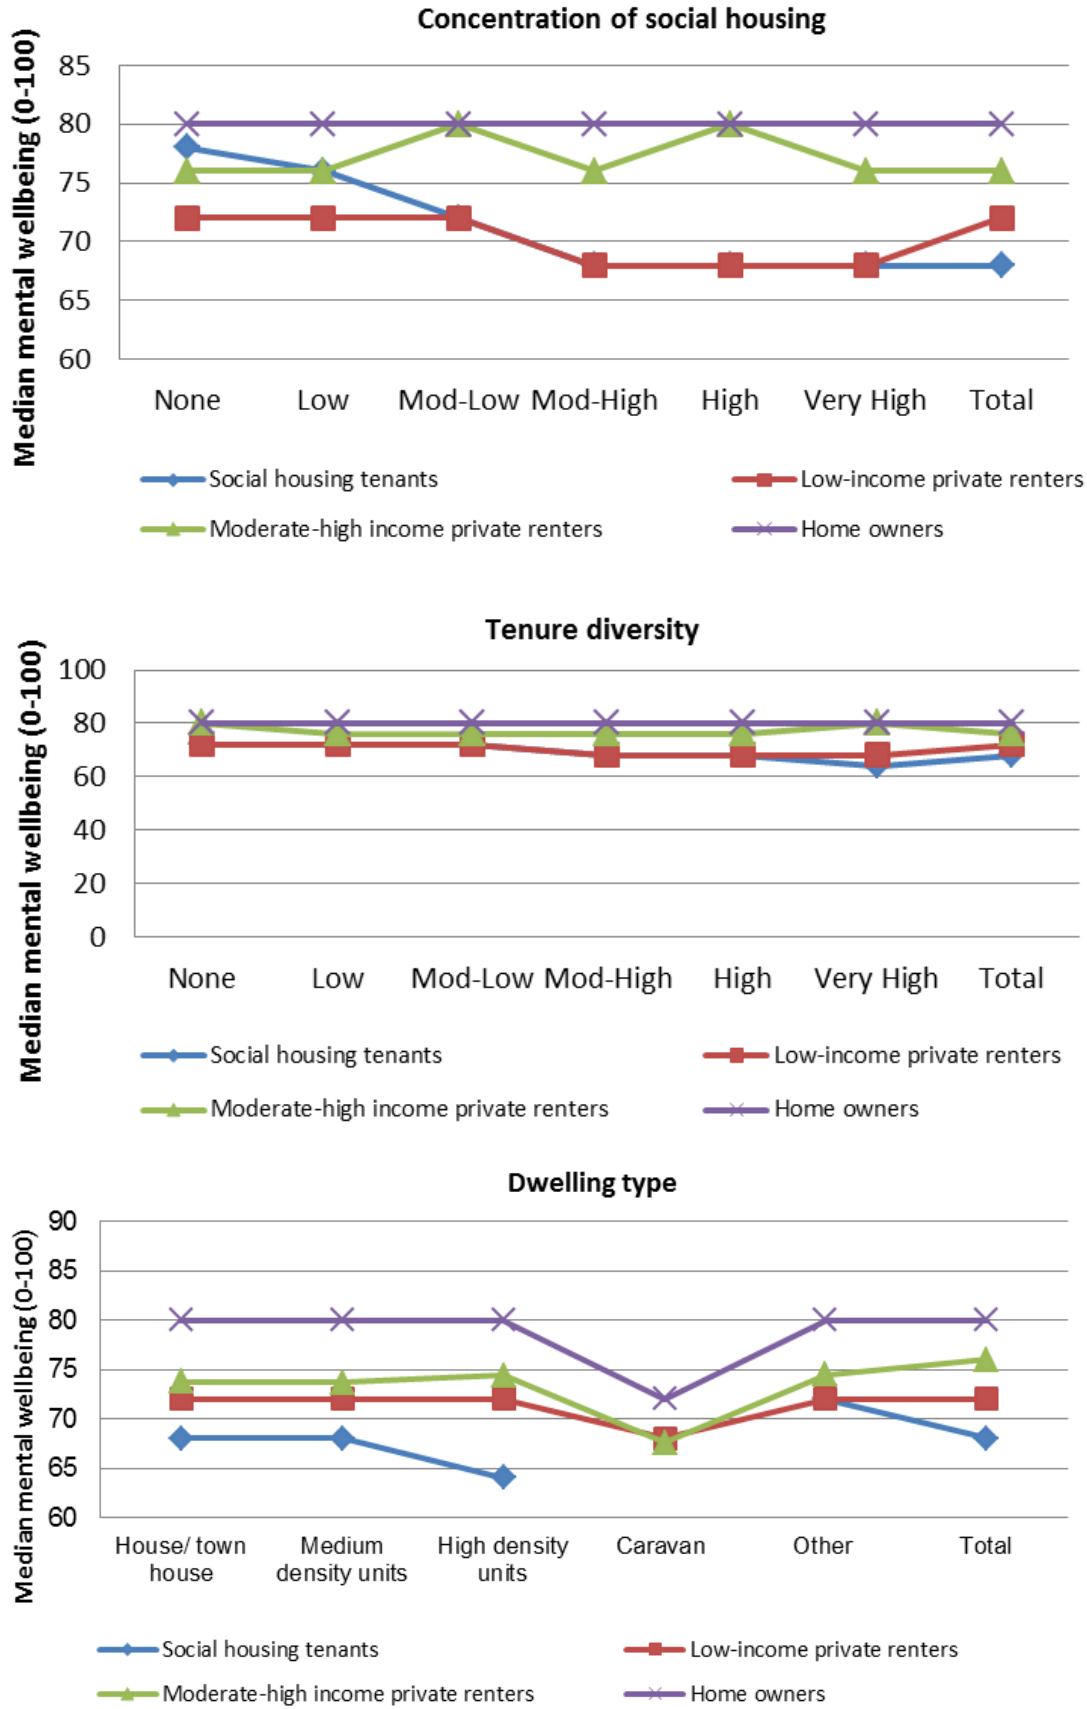 Concentration of social housing
Median mental wellbeing (0-100)
85
80
75
70
65
60
None Low Mod-Low Mod-High High Very High Total
Social housing tenants Low-income private renters
Moderate-high income private renters Home owners
Tenure diversity
Median mental wellbeing (0-100)
100
80
60
40
20
0
None Low Mod-Low Mod-High High Very High Total
Social housing tenants Low-income private renters
Moderate-high income private renters Home owners
Dwelling type
Median mental wellbeing (0-100)
90
85
80
75
70
65
60
House/ town Medium High density Caravan Other Total
house density units units
Social housing tenants Low-income private renters
Moderate-high income private renters Home owners